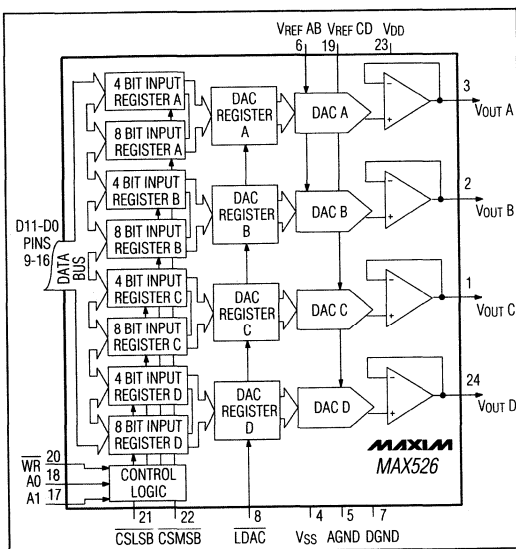 VREF AB VREF CD VDD
6 19 23
4 BIT INPUT
REGISTER A
8 BIT INPUT
REGISTER A
4 BIT INPUT
REGISTER B
8 BIT INPUT
REGISTER B
4 BIT INPUT
REGISTER C
8 BIT INPUT
REGISTER C
4 BIT INPUT
REGISTER D
8 BIT INPUT
REGISTER D
DAC
REGISTER
A
DAC
REGISTER
B
DAC
REGISTER
C
DAC
REGISTER
D
DAC A
DAC B
DAC C
DAC D
-
+
-
+
-
+
-
+
3
VOUT A
2
VOUT B
1
VOUT C
24
VOUT D
D11-D0
PINS
9-16
DATA
BUS
WR 20
A0 18
A1 17
CONTROL
LOGIC
MAXIM
MAX526
21 22 8 4 5 7
CSLSB CSMSB LDAC VSS AGND DGND